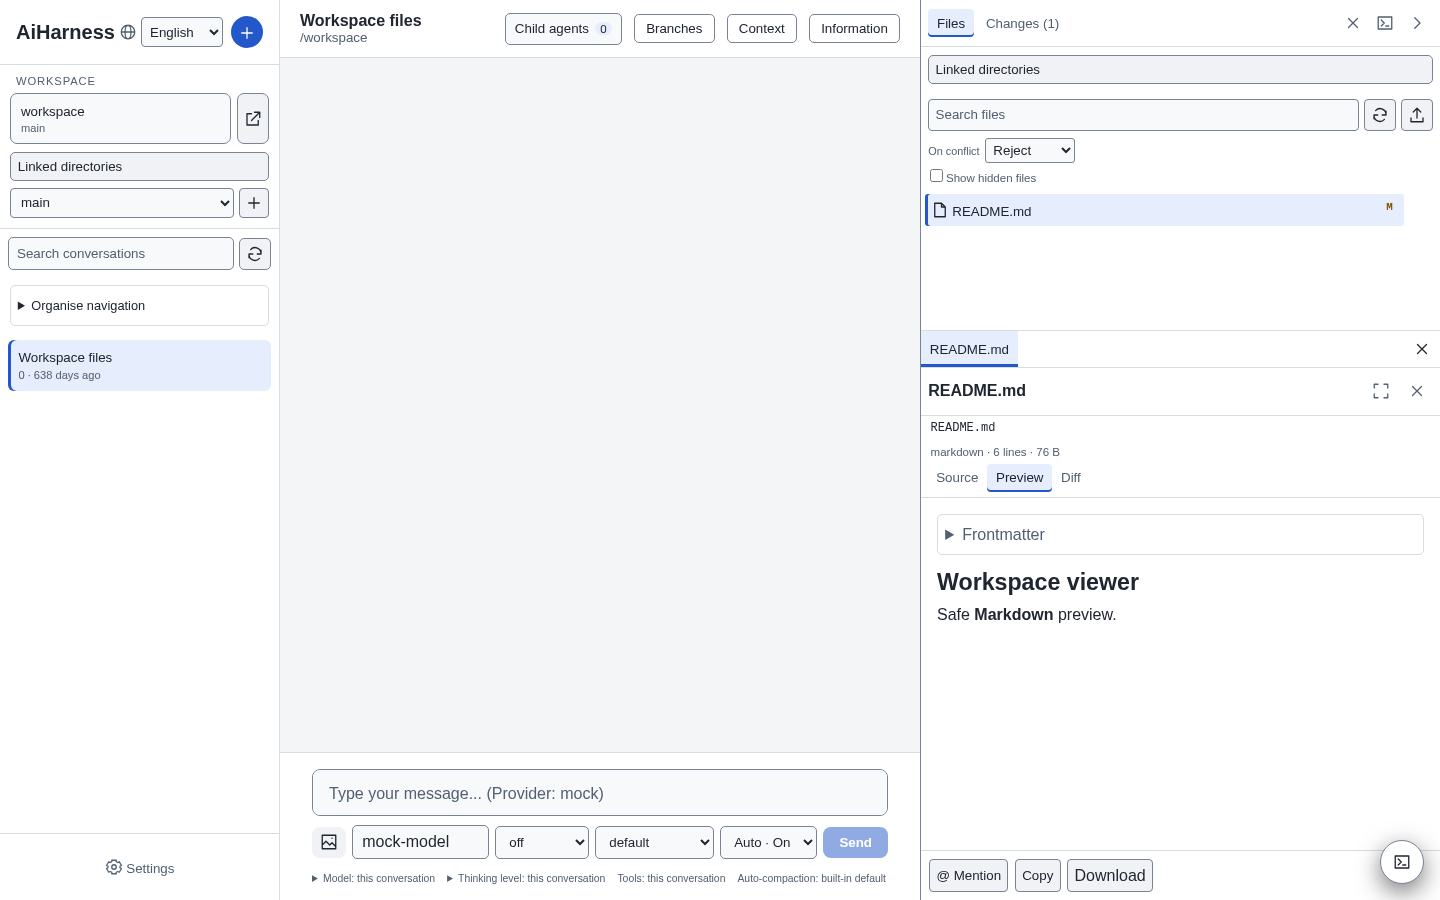 AiHarness
English
WORKSPACE
workspace
main
Linked directories
main
Search conversations
Organise navigation
Workspace files
0 · 638 days ago
Settings
Workspace files
/workspace
Child agents 0
Branches
Context
Information
Type your message... (Provider: mock)
mock-model
off
default
Auto · On
Send
Model: this conversation
Thinking level: this conversation
Tools: this conversation
Auto-compaction: built-in default
Files
Changes (1)
Linked directories
Search files
On conflict
Reject
Show hidden files
README.md
M
README.md
README.md
README.md
markdown · 6 lines · 76 B
Source
Preview
Diff
Frontmatter
Workspace viewer
Safe Markdown preview.
@ Mention
Copy
Download